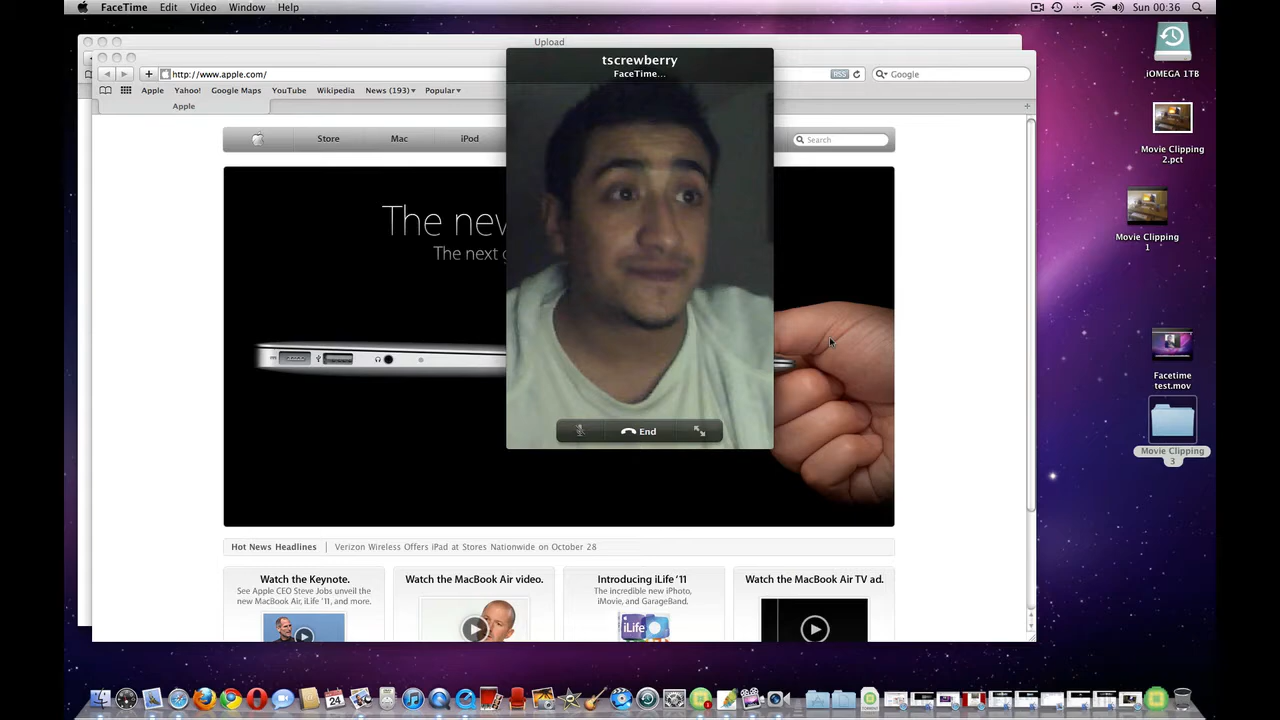 FaceTime Edit Video Window Help Sun 00:36
Upload
http://www.apple.com/ RSS Google
Apple Yahoo! Google Maps YouTube Wikipedia News (193) Popular
Apple
tscrewberry
FaceTime...
Store Mac iPod Search
The new
The next
End
Hot News Headlines Verizon Wireless Offers iPad at Stores Nationwide on October 28
Watch the Keynote.
See Apple CEO Steve Jobs unveil the
new MacBook Air, iLife '11, and more.
Watch the MacBook Air video.
Introducing iLife '11
The incredible new iPhoto,
iMovie, and GarageBand.
iLife
Watch the MacBook Air TV ad.
iOMEGA 1TB
Movie Clipping
2.pct
Movie Clipping
1
Facetime
test.mov
Movie Clipping
3